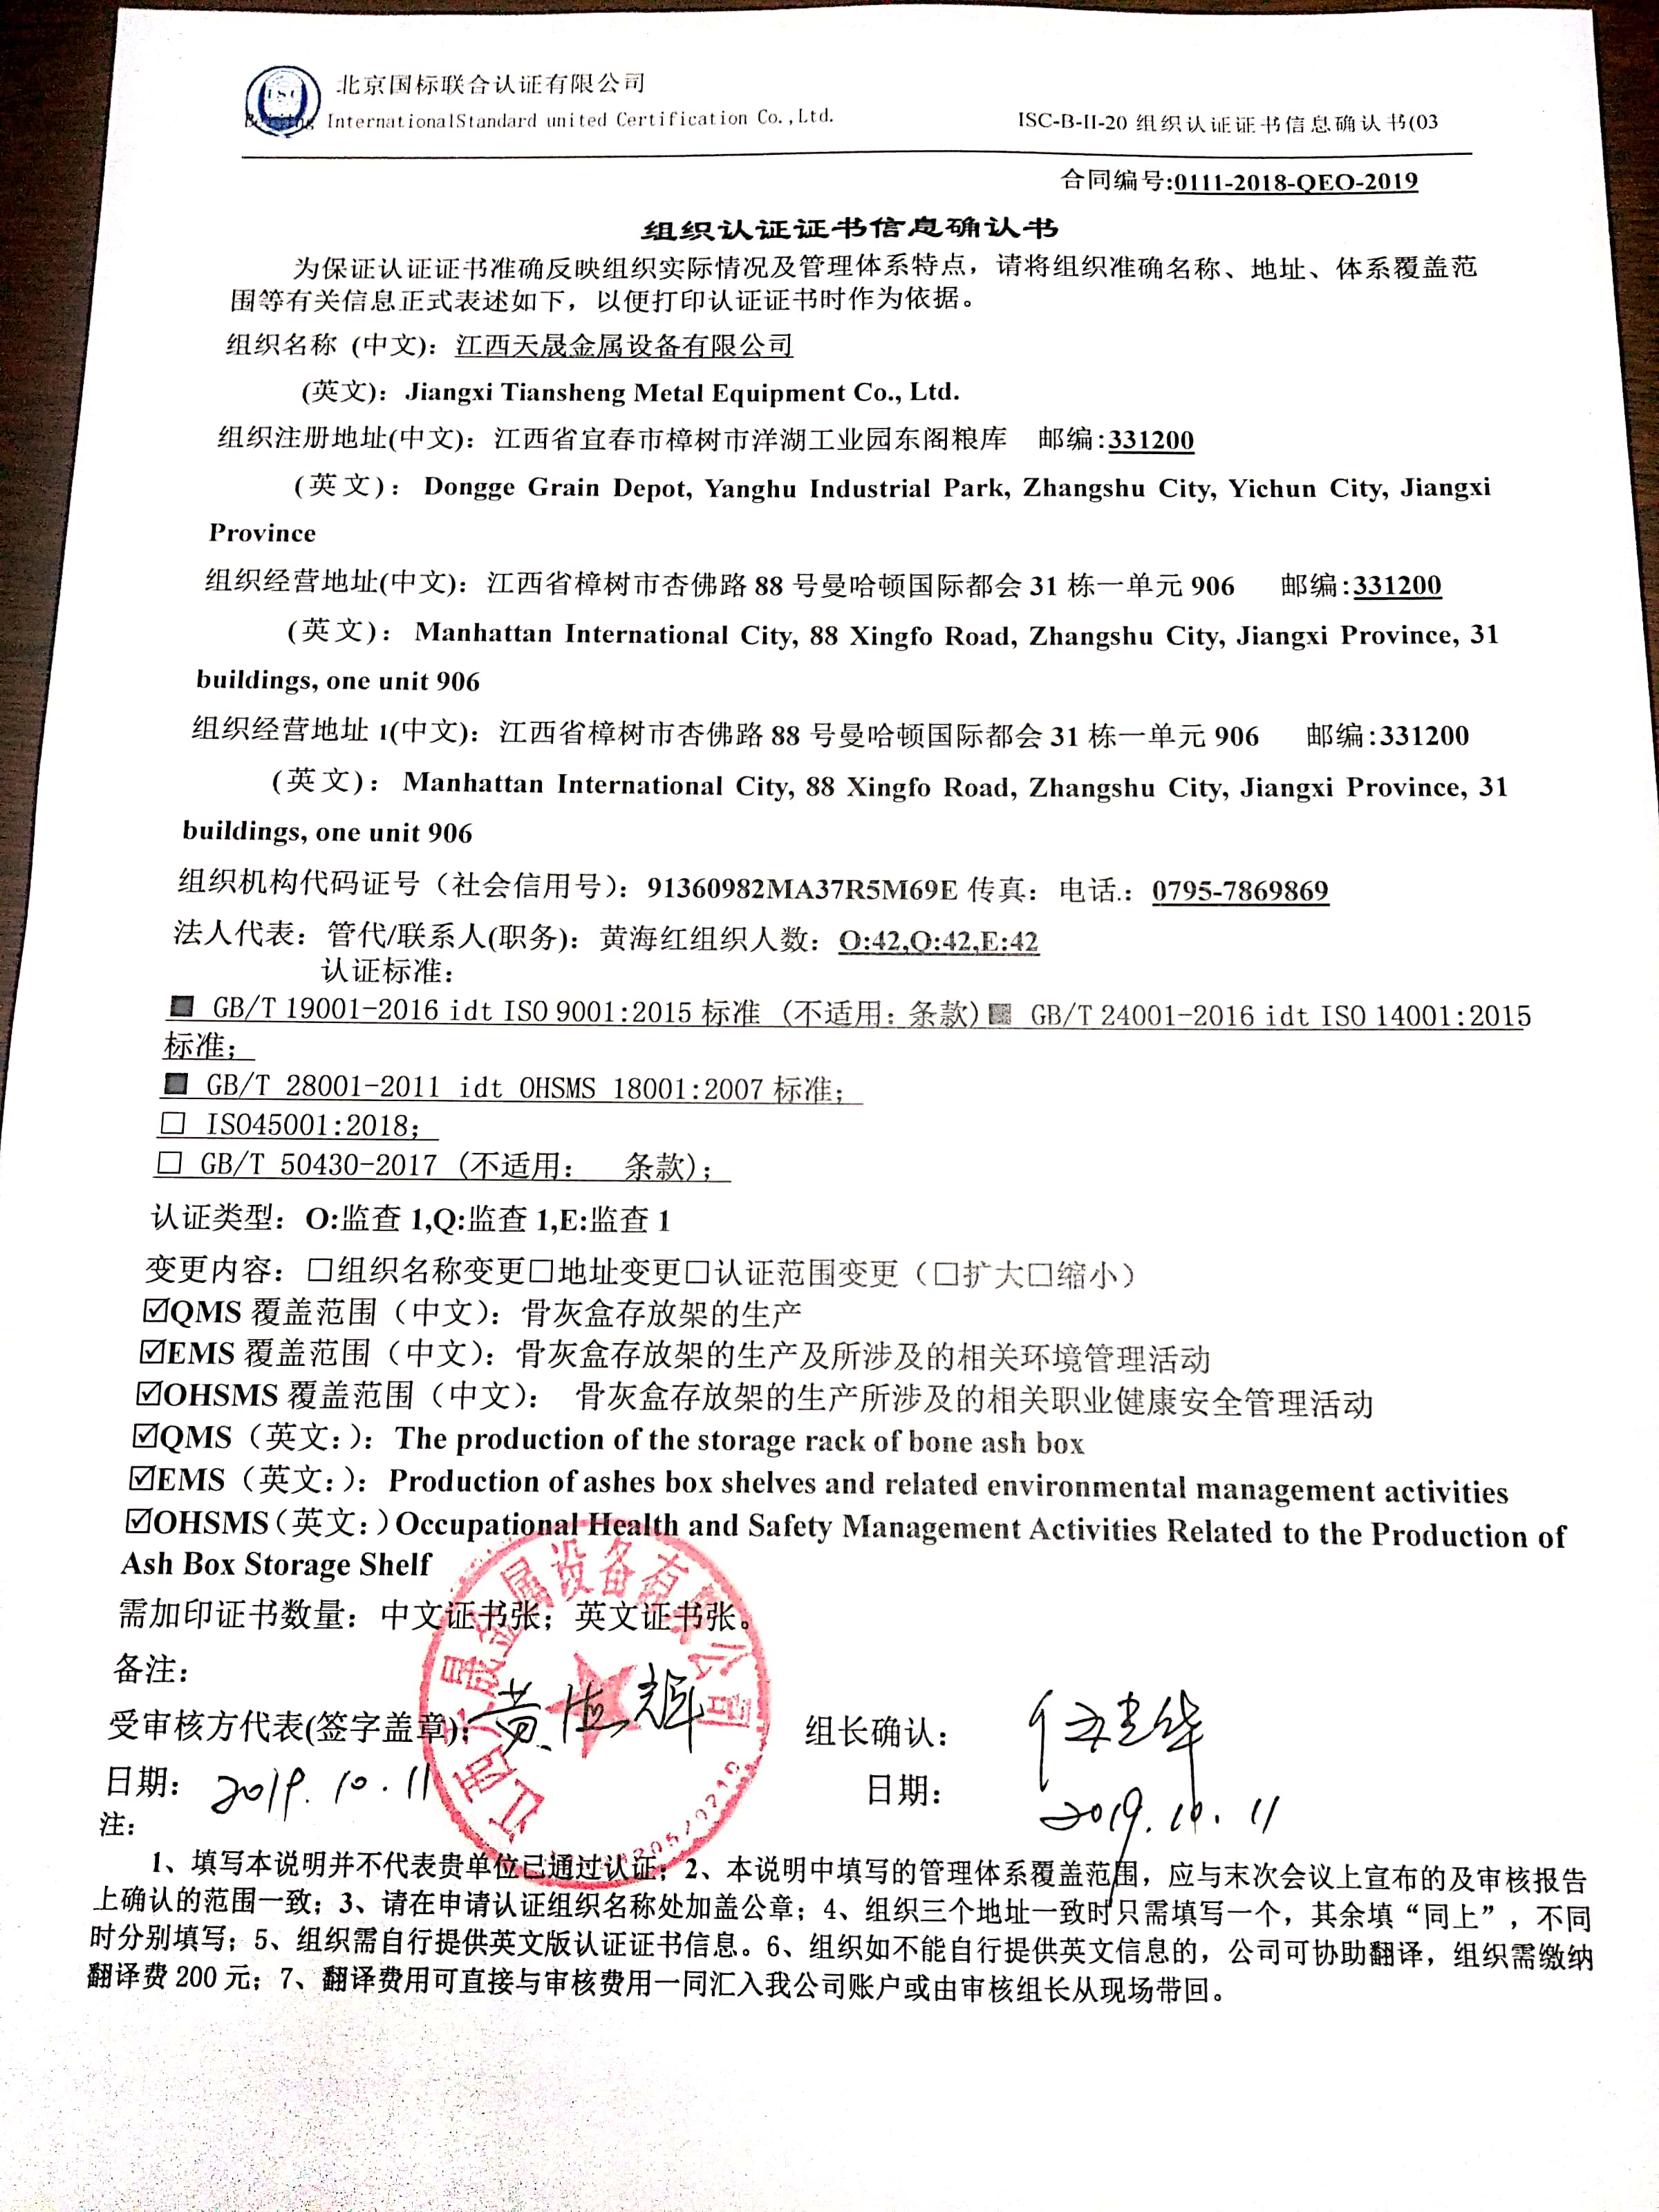 北京国标联合认证有限公司
Beijing InternationalStandard united Certification Co.,Ltd.
ISC-B-II-20 组织认证证书信息确认书(03
合同编号:0111-2018-QEO-2019
组织认证证书信息确认书
为保证认证证书准确反映组织实际情况及管理体系特点，请将组织准确名称、地址、体系覆盖范
围等有关信息正式表述如下，以便打印认证证书时作为依据。
组织名称 (中文)：江西天晟金属设备有限公司
(英文)：Jiangxi Tiansheng Metal Equipment Co., Ltd.
组织注册地址(中文)：江西省宜春市樟树市洋湖工业园东阁粮库 邮编:331200
(英文)：Dongge Grain Depot, Yanghu Industrial Park, Zhangshu City, Yichun City, Jiangxi
Province
组织经营地址(中文)：江西省樟树市杏佛路 88 号曼哈顿国际都会 31 栋一单元 906 邮编:331200
(英文)：Manhattan International City, 88 Xingfo Road, Zhangshu City, Jiangxi Province, 31
buildings, one unit 906
组织经营地址 1(中文)：江西省樟树市杏佛路 88 号曼哈顿国际都会 31 栋一单元 906 邮编:331200
(英文)：Manhattan International City, 88 Xingfo Road, Zhangshu City, Jiangxi Province, 31
buildings, one unit 906
组织机构代码证号（社会信用号)：91360982MA37R5M69E 传真： 电话.：0795-7869869
法人代表：管代/联系人(职务)：黄海红组织人数：O:42,Q:42,E:42
认证标准：
■ GB/T 19001-2016 idt ISO 9001:2015 标准 (不适用：条款)■ GB/T 24001-2016 idt ISO 14001:2015
标准；
■ GB/T 28001-2011 idt OHSMS 18001:2007 标准；
□ ISO45001:2018；
□ GB/T 50430-2017 (不适用： 条款)；
认证类型：O:监查 1,Q:监查 1,E:监查 1
变更内容：□组织名称变更□地址变更□认证范围变更（□扩大□缩小）
☑QMS 覆盖范围（中文)：骨灰盒存放架的生产
☑EMS 覆盖范围（中文)：骨灰盒存放架的生产及所涉及的相关环境管理活动
☑OHSMS 覆盖范围（中文)： 骨灰盒存放架的生产所涉及的相关职业健康安全管理活动
☑QMS（英文:）：The production of the storage rack of bone ash box
☑EMS（英文:）：Production of ashes box shelves and related environmental management activities
☑OHSMS（英文:）Occupational Health and Safety Management Activities Related to the Production of
Ash Box Storage Shelf
需加印证书数量：中文证书张；英文证书张。
备注：
受审核方代表(签字盖章)： 组长确认：
江西天晟金属设备有限公司
日期：2019.10.11 日期：2019.10.11
注：
1、填写本说明并不代表贵单位已通过认证；2、本说明中填写的管理体系覆盖范围，应与末次会议上宣布的及审核报告
上确认的范围一致；3、请在申请认证组织名称处加盖公章；4、组织三个地址一致时只需填写一个，其余填“同上”，不同
时分别填写；5、组织需自行提供英文版认证证书信息。6、组织如不能自行提供英文信息的，公司可协助翻译，组织需缴纳
翻译费 200 元；7、翻译费用可直接与审核费用一同汇入我公司账户或由审核组长从现场带回。